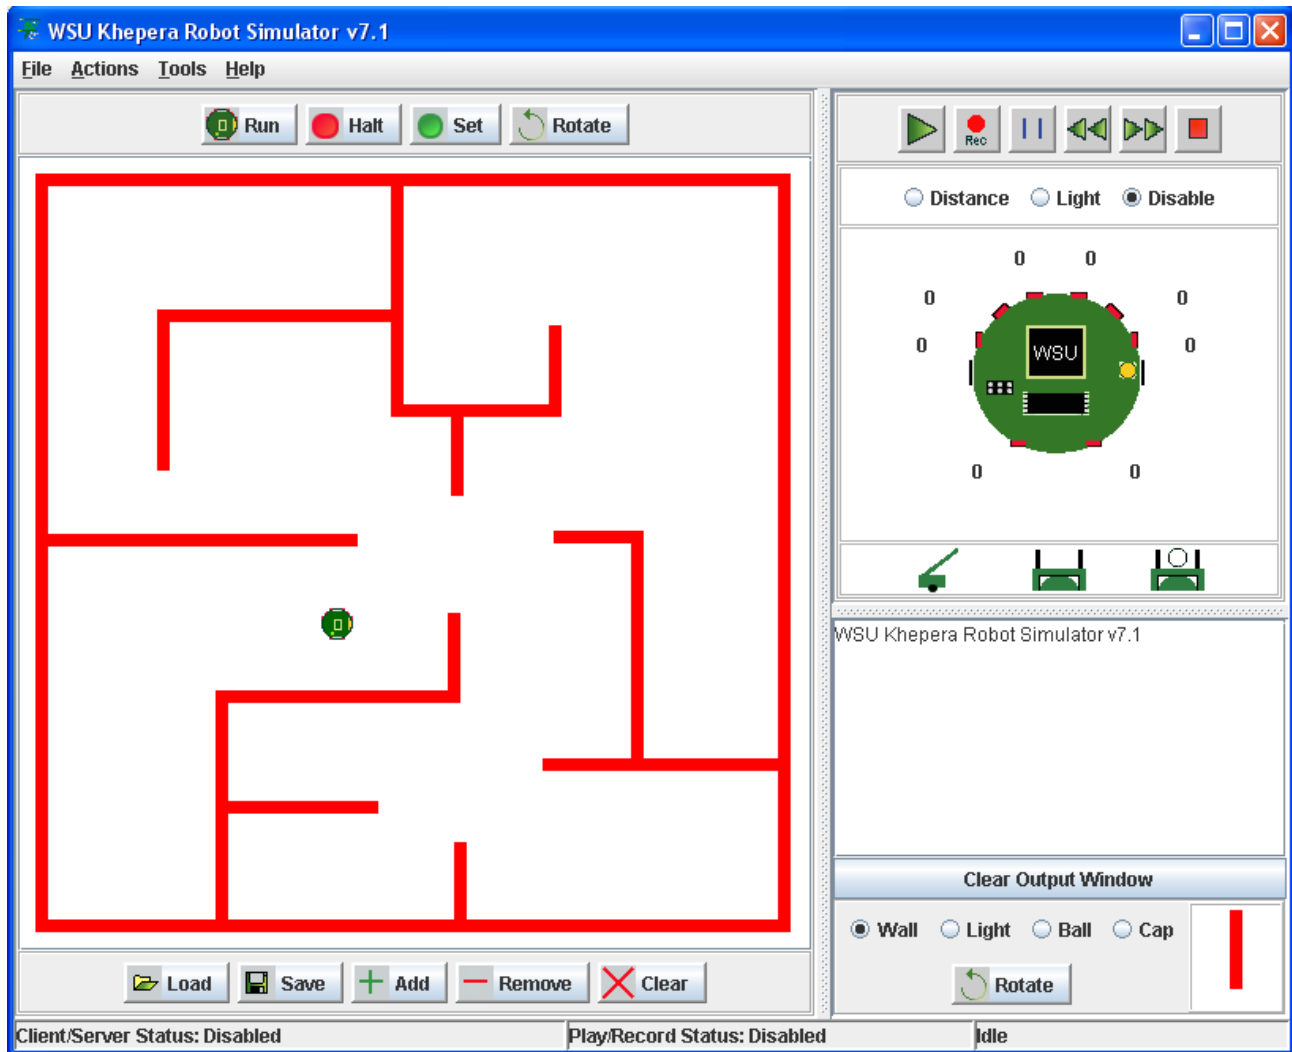 WSU Khepera Robot Simulator v7.1
File Actions Tools Help
Run Halt Set Rotate
Rec
Distance Light Disable
0 0
0 0
0 0
WSU
0 0
WSU Khepera Robot Simulator v7.1
Clear Output Window
Wall Light Ball Cap
Rotate
Load Save Add Remove Clear
Client/Server Status: Disabled Play/Record Status: Disabled Idle